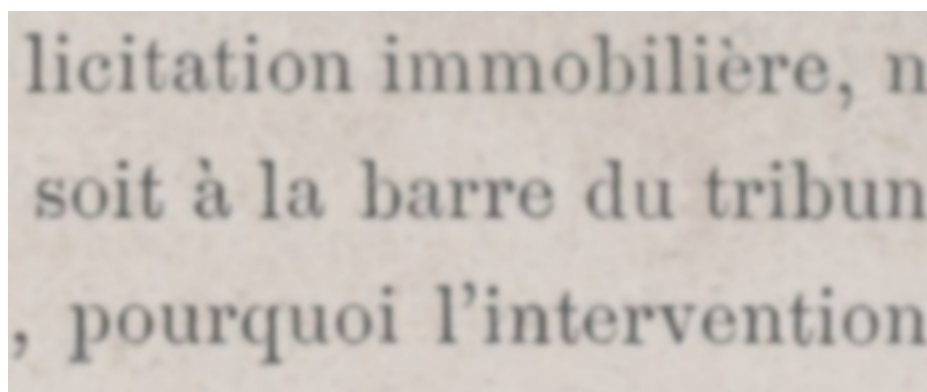 licitation immobilière, n
soit à la barre du tribun
, pourquoi l’intervention